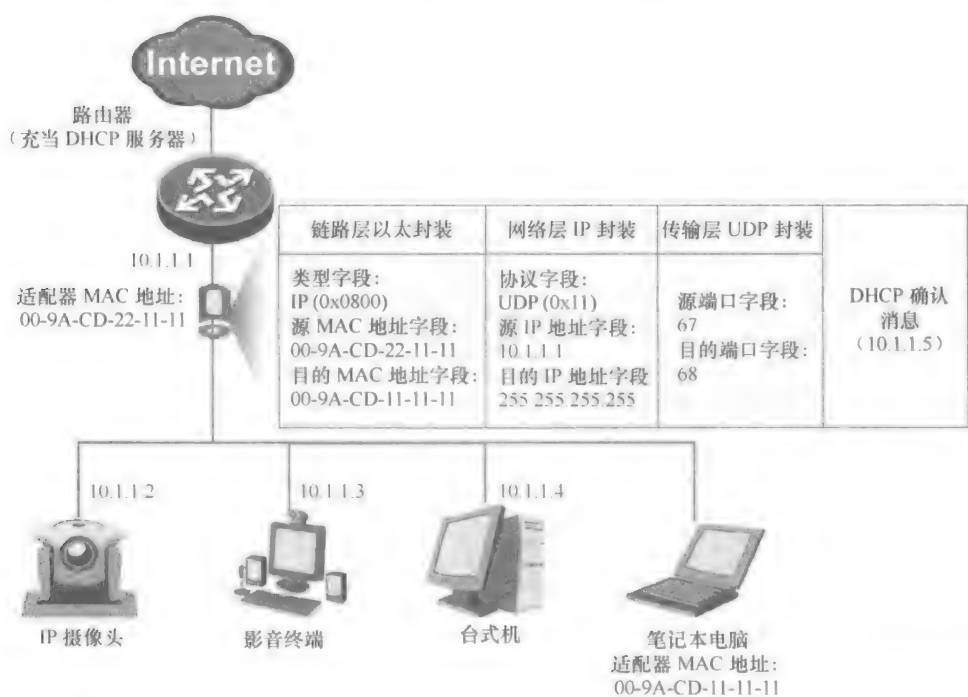 Internet
路由器
（充当 DHCP 服务器）
10.1.1.1
适配器 MAC 地址：
00-9A-CD-22-11-11
链路层以太封装
网络层 IP 封装
传输层 UDP 封装
类型字段：
IP (0x0800)
源 MAC 地址字段：
00-9A-CD-22-11-11
目的 MAC 地址字段：
00-9A-CD-11-11-11
协议字段：
UDP (0x11)
源 IP 地址字段：
10.1.1.1
目的 IP 地址字段
255.255.255.255
源端口字段：
67
目的端口字段：
68
DHCP 确认
消息
（10.1.1.5）
10.1.1.2
10.1.1.3
10.1.1.4
IP 摄像头
影音终端
台式机
笔记本电脑
适配器 MAC 地址：
00-9A-CD-11-11-11